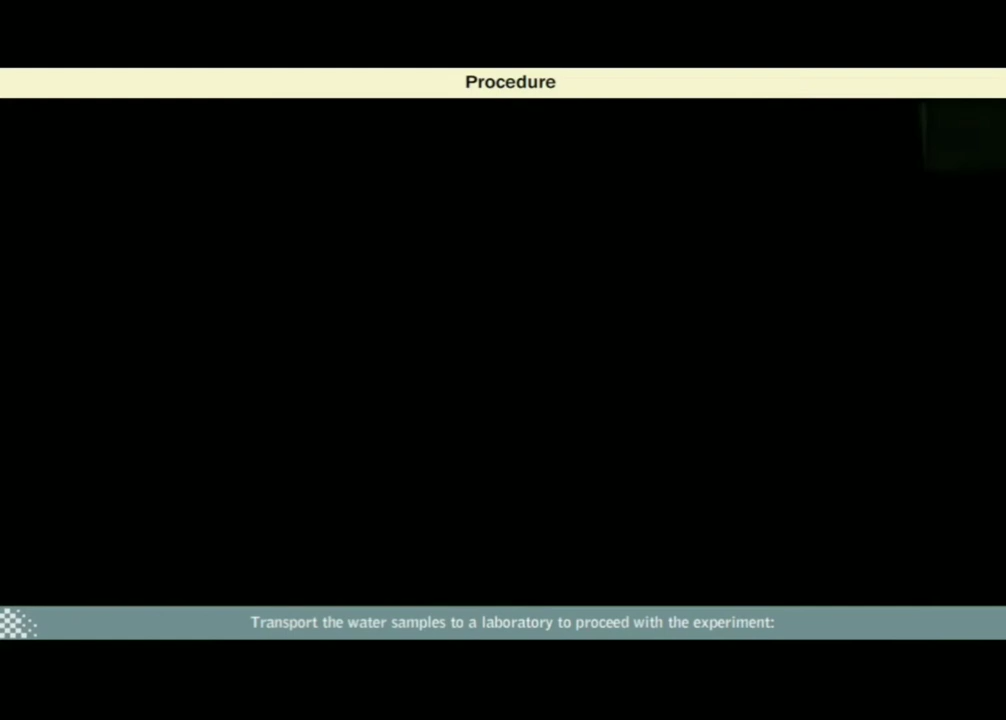 Procedure
Transport the water samples to a laboratory to proceed with the experiment: